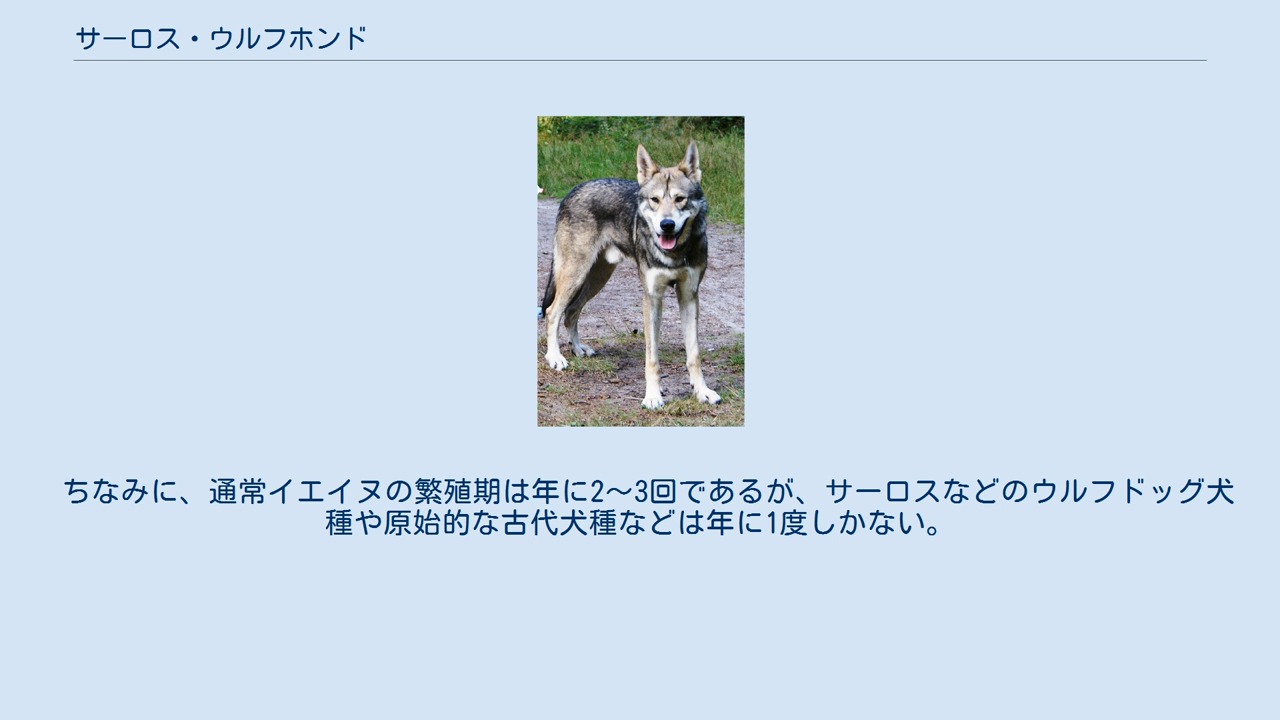 サーロス・ウルフホンド
ちなみに、通常イエイヌの繁殖期は年に2～3回であるが、サーロスなどのウルフドッグ犬
種や原始的な古代犬種などは年に1度しかない。